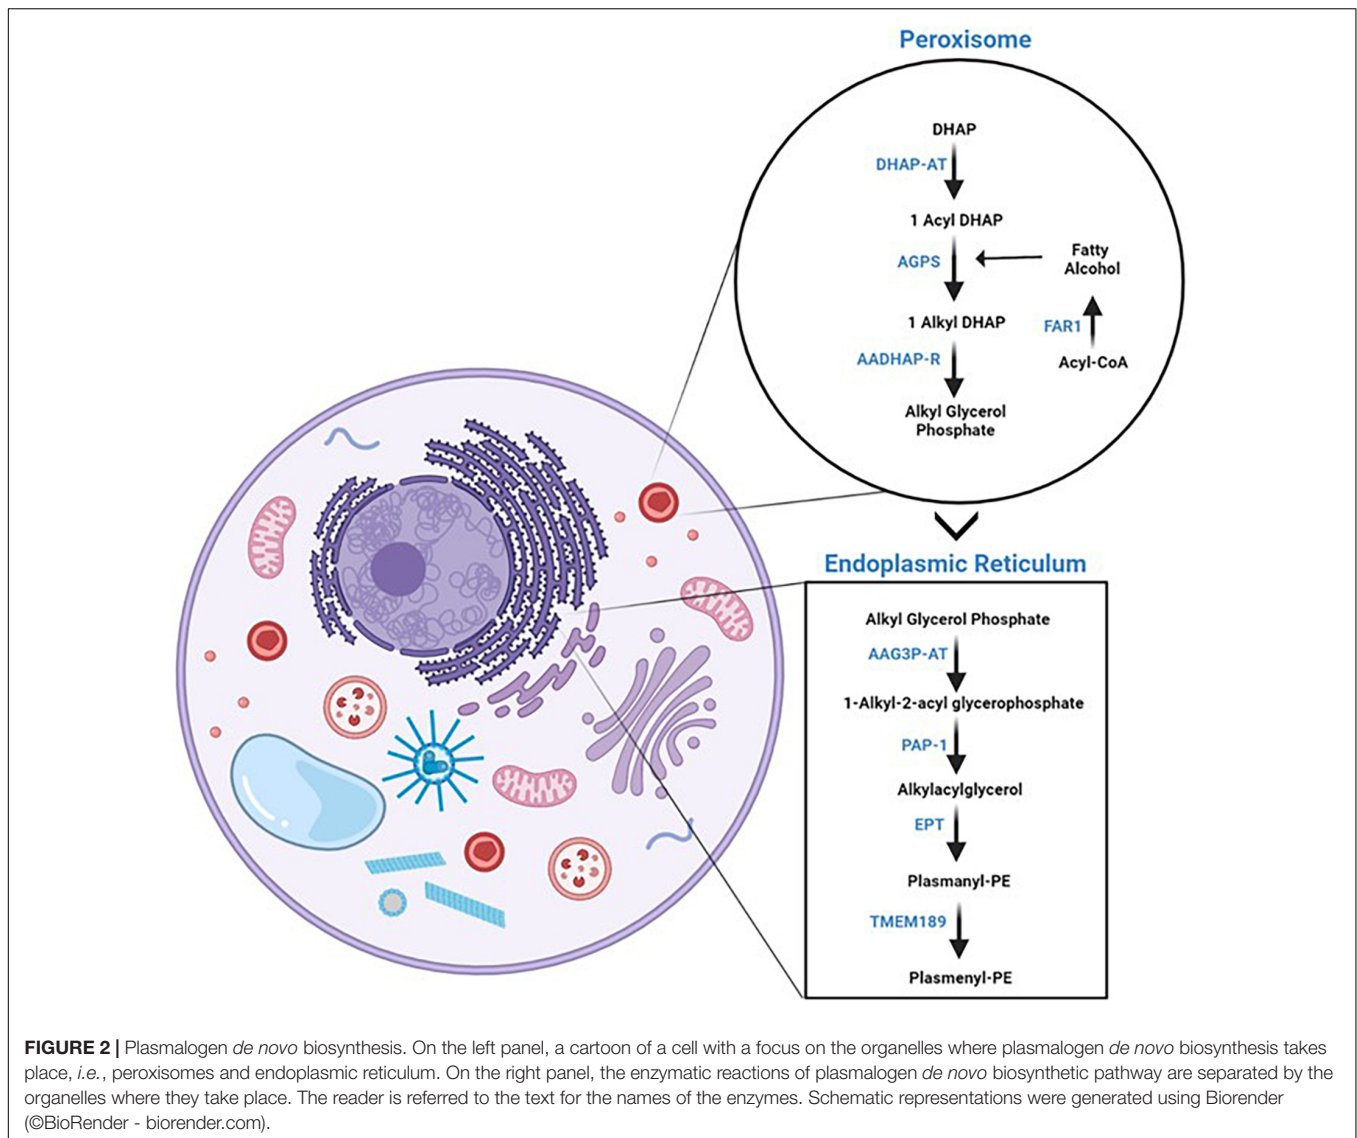 Peroxisome
DHAP
DHAP-AT
1 Acyl DHAP
AGPS
Fatty
Alcohol
1 Alkyl DHAP
FAR1
AADHAP-R
Acyl-CoA
Alkyl Glycerol
Phosphate
Endoplasmic Reticulum
Alkyl Glycerol Phosphate
AAG3P-AT
1-Alkyl-2-acyl glycerophosphate
PAP-1
Alkylacylglycerol
EPT
Plasmanyl-PE
TMEM189
Plasmenyl-PE
FIGURE 2 | Plasmalogen de novo biosynthesis. On the left panel, a cartoon of a cell with a focus on the organelles where plasmalogen de novo biosynthesis takes
place, i.e., peroxisomes and endoplasmic reticulum. On the right panel, the enzymatic reactions of plasmalogen de novo biosynthetic pathway are separated by the
organelles where they take place. The reader is referred to the text for the names of the enzymes. Schematic representations were generated using Biorender
(©BioRender - biorender.com).